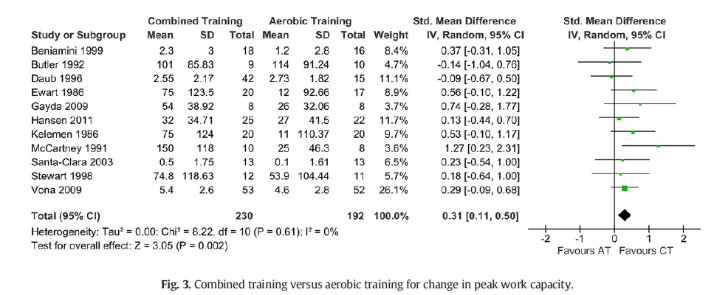 Combined Training Aerobic Training Std. Mean Difference Std. Mean Difference
Study or Subgroup Mean SD Total Mean SD Total Weight IV, Random, 95% CI IV, Random, 95% CI
Beniamini 1999 2.3 3 18 1.2 2.8 16 8.4% 0.37 [-0.31, 1.05]
Butler 1992 101 85.83 9 114 91.24 10 4.8% -0.14 [-1.04, 0.76]
Daub 1996 2.55 2.17 42 2.73 1.82 15 11.3% -0.09 [-0.67, 0.50]
Ewart 1986 75 123.5 20 12 92.66 17 9.1% 0.56 [-0.10, 1.22]
Gayda 2009 54 38.92 8 26 32.06 8 3.8% 0.74 [-0.28, 1.77]
Hansen 2011 32 34.71 25 27 41.5 22 12.0% 0.13 [-0.44, 0.70]
Kelemen 1986 75 124 20 11 110.37 20 9.9% 0.53 [-0.10, 1.17]
McCartney 1991 150 118 10 25 46.3 8 3.6% 1.27 [0.23, 2.31]
Santa-Clara 2003 0.5 1.75 13 0.1 1.61 13 6.6% 0.23 [-0.54, 1.00]
Stewart 1998 74.8 118.63 12 53.9 104.44 11 5.9% 0.18 [-0.64, 1.00]
Vona 2009 5.4 2.6 53 4.6 2.8 52 26.1% 0.29 [-0.09, 0.68]
Total (95% CI) 230 192 100.0% 0.31 [0.11, 0.50]
Heterogeneity: Tau² = 0.00; Chi² = 8.22, df = 10 (P = 0.61); I² = 0%
Test for overall effect: Z = 3.05 (P = 0.002)
-2 -1 0 1 2
Favours AT Favours CT
Fig. 3. Combined training versus aerobic training for change in peak work capacity.